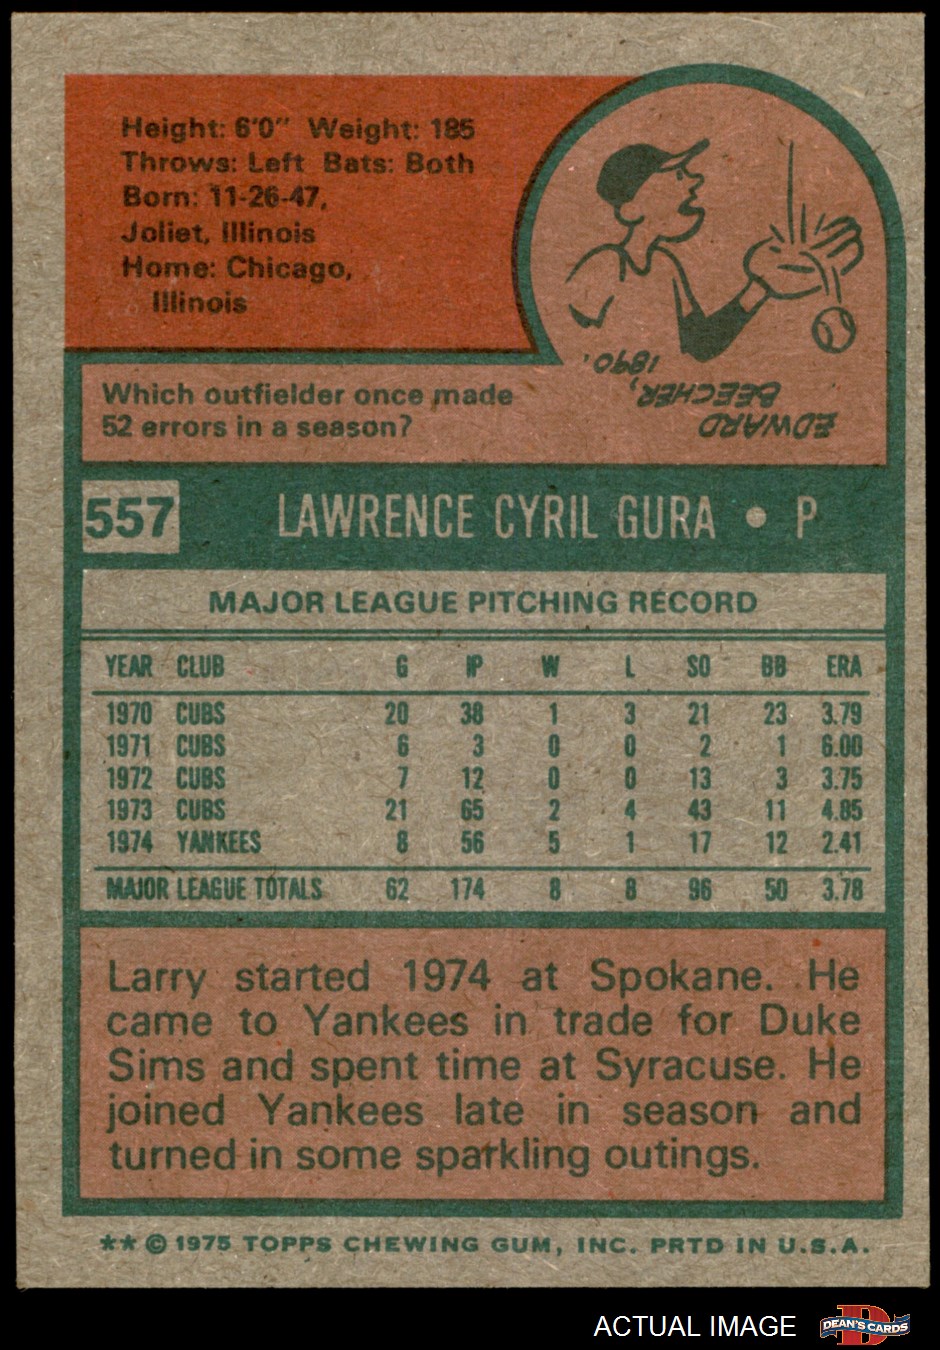 Height: 6'0" Weight: 185
Throws: Left Bats: Both
Born: 11-26-47,
Joliet, Illinois
Home: Chicago,
Illinois
Which outfielder once made
52 errors in a season?
EDWARD
BEECHER,
1890.
557 LAWRENCE CYRIL GURA • P
MAJOR LEAGUE PITCHING RECORD
YEAR CLUB G IP W L SO BB ERA
1970 CUBS 20 38 1 3 21 23 3.79
1971 CUBS 6 3 0 0 2 1 6.00
1972 CUBS 7 12 0 0 13 3 3.75
1973 CUBS 21 65 2 4 43 11 4.85
1974 YANKEES 8 56 5 1 17 12 2.41
MAJOR LEAGUE TOTALS 62 174 8 8 96 50 3.78
Larry started 1974 at Spokane. He
came to Yankees in trade for Duke
Sims and spent time at Syracuse. He
joined Yankees late in season and
turned in some sparkling outings.
** © 1975 TOPPS CHEWING GUM, INC. PRTD IN U.S.A.
ACTUAL IMAGE
D
DEAN'S CARDS